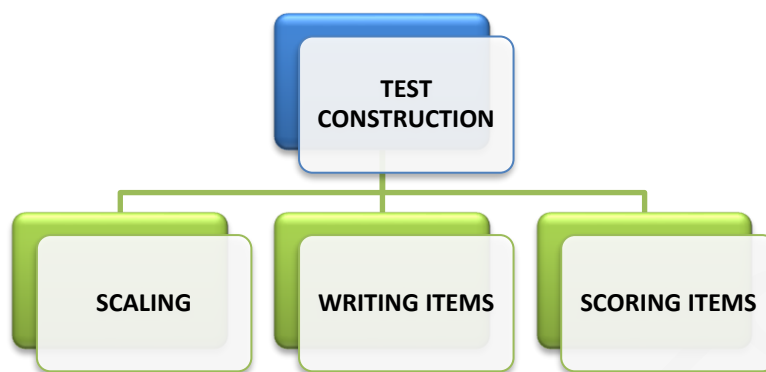 TEST
CONSTRUCTION
SCALING
WRITING ITEMS
SCORING ITEMS